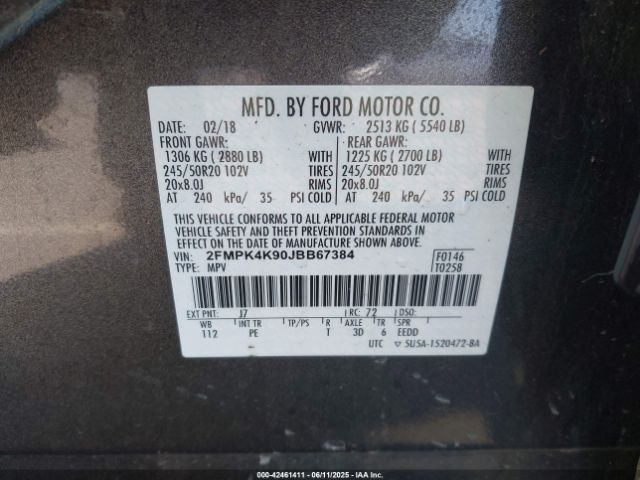 MFD. BY FORD MOTOR CO.
DATE: 02/18 GVWR: 2513 KG ( 5540 LB)
FRONT GAWR: REAR GAWR:
1306 KG ( 2880 LB) WITH 1225 KG ( 2700 LB) WITH
245/50R20 102V TIRES 245/50R20 102V TIRES
20x8.0J RIMS 20x8.0J RIMS
AT 240 kPa/ 35 PSI COLD AT 240 kPa/ 35 PSI COLD
THIS VEHICLE CONFORMS TO ALL APPLICABLE FEDERAL MOTOR
VEHICLE SAFETY AND THEFT PREVENTION STANDARDS IN
EFFECT ON THE DATE OF MANUFACTURE SHOWN ABOVE.
VIN: 2FMPK4K90JBB67384 F0146
TYPE: MPV T0258
EXT PNT: J7 RC: 72 DSO:
WB INT TR TP/PS R AXLE TR SPR
112 PE T 3D 6 EEDD
UTC ▽ 5U5A-1520472-BA
000-42461411 - 06/11/2025 - IAA Inc.